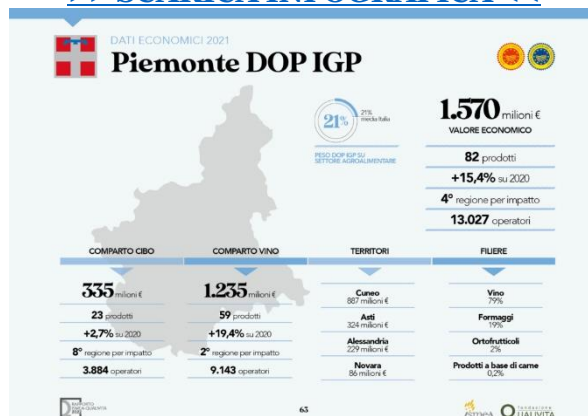 >> SCARICA INFOGRAFICA <<
DATI ECONOMICI 2021
Piemonte DOP IGP
21%
21%
media Italia
PESO DOP IGP SU
SETTORE AGROALIMENTARE
1.570 milioni €
VALORE ECONOMICO
82 prodotti
+15,4% su 2020
4° regione per impatto
13.027 operatori
COMPARTO CIBO
335 milioni €
23 prodotti
+2,7% su 2020
8° regione per impatto
3.884 operatori
COMPARTO VINO
1.235 milioni €
59 prodotti
+19,4% su 2020
2° regione per impatto
9.143 operatori
TERRITORI
Cuneo
887 milioni €
Asti
324 milioni €
Alessandria
229 milioni €
Novara
86 milioni €
FILIERE
Vino
79%
Formaggi
19%
Ortofrutticoli
2%
Prodotti a base di carne
0,2%
63
ismea
FONDAZIONE
QUALIVITA